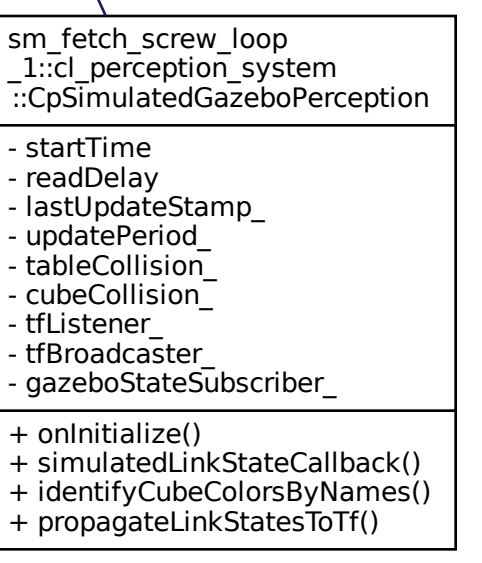 sm_fetch_screw_loop
_1::cl_perception_system
::CpSimulatedGazeboPerception
- startTime
- readDelay
- lastUpdateStamp_
- updatePeriod_
- tableCollision_
- cubeCollision_
- tfListener_
- tfBroadcaster_
- gazeboStateSubscriber_
+ onInitialize()
+ simulatedLinkStateCallback()
+ identifyCubeColorsByNames()
+ propagateLinkStatesToTf()